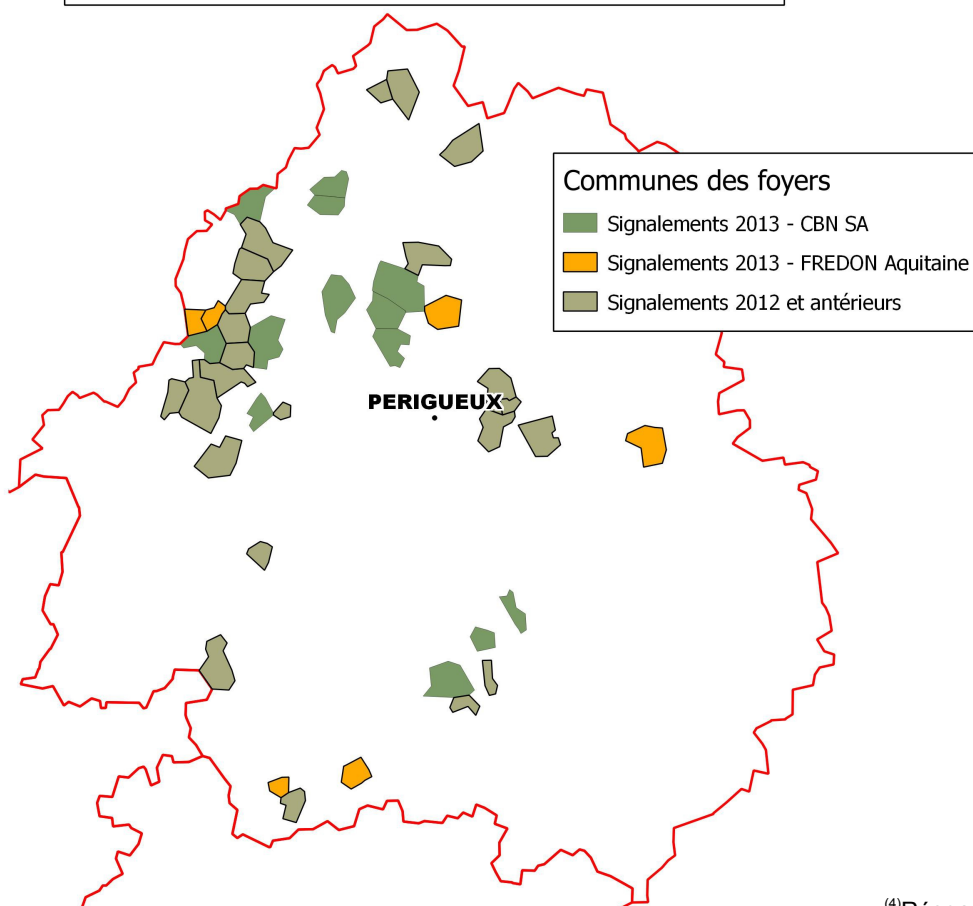 Communes des foyers
Signalements 2013 - CBN SA
Signalements 2013 - FREDON Aquitaine
Signalements 2012 et antérieurs
PERIGUEUX